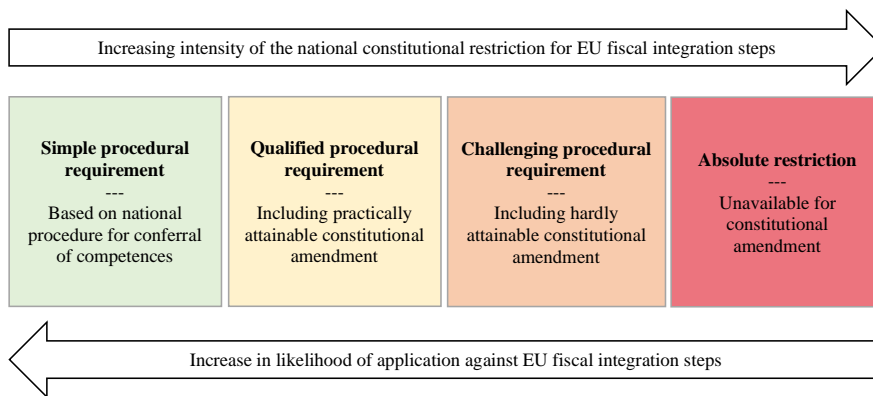 Increasing intensity of the national constitutional restriction for EU fiscal integration steps
Simple procedural
requirement
---
Based on national
procedure for conferral
of competences
Qualified procedural
requirement
---
Including practically
attainable constitutional
amendment
Challenging procedural
requirement
---
Including hardly
attainable constitutional
amendment
Absolute restriction
---
Unavailable for
constitutional
amendment
Increase in likelihood of application against EU fiscal integration steps